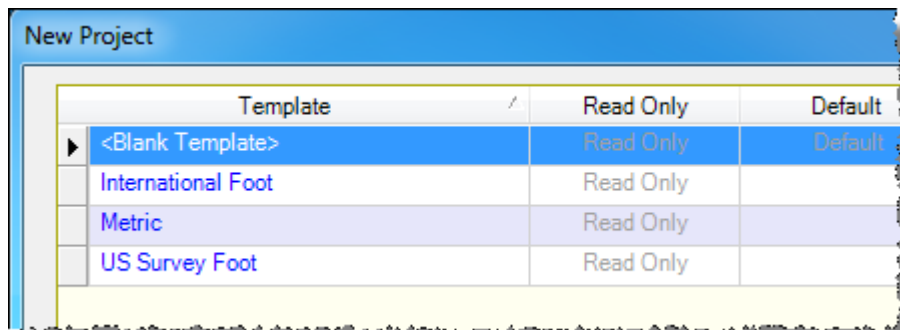 New Project
Template Read Only Default
<Blank Template> Read Only Default
International Foot Read Only
Metric Read Only
US Survey Foot Read Only